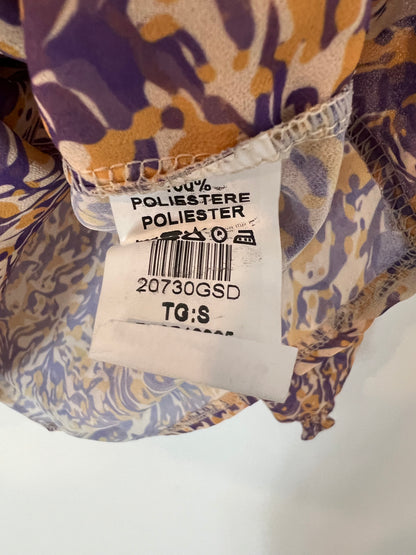 100%
POLIESTERE
POLIESTER
20730GSD
TG:S